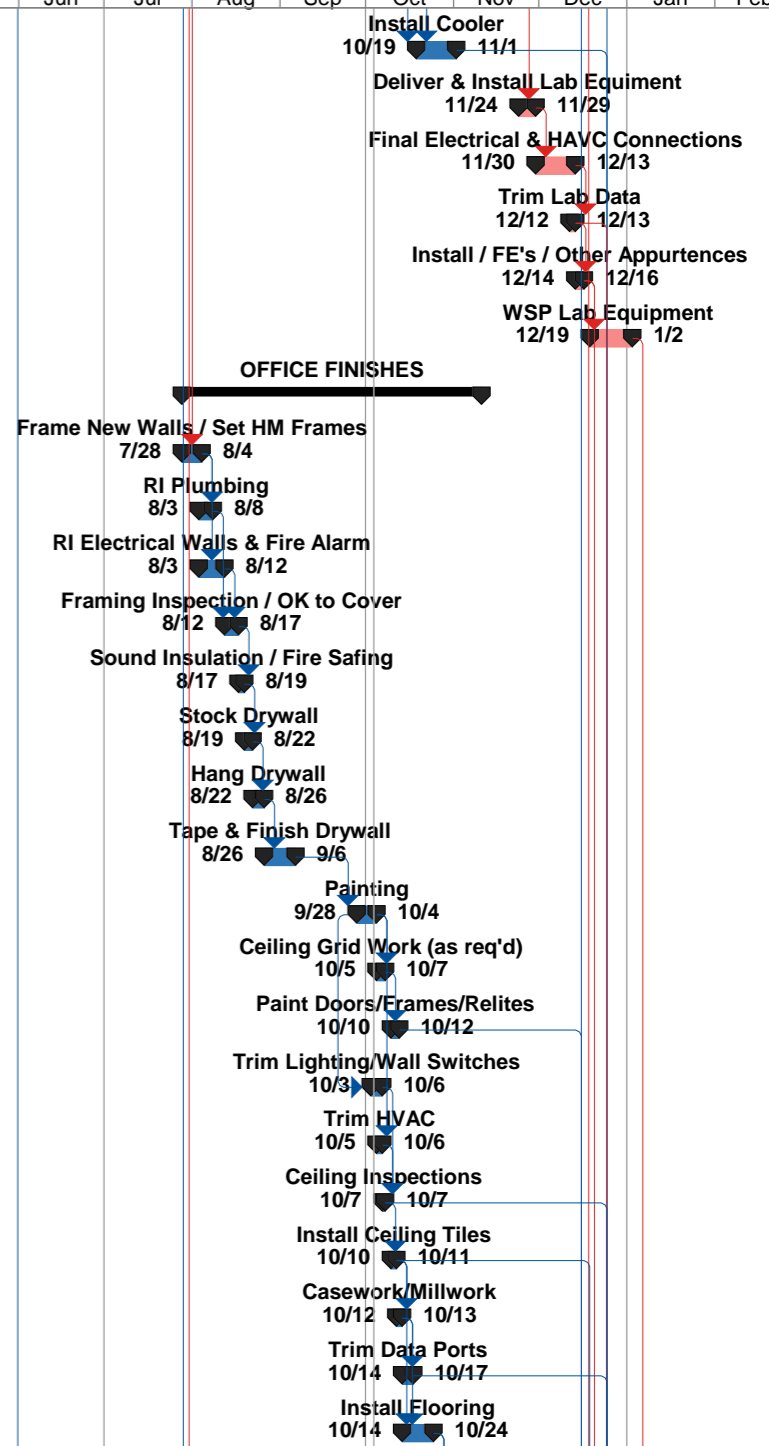 Jun Jul Aug Sep Oct Nov Dec Jan Feb
Install Cooler
10/19 11/1
Deliver & Install Lab Equiment
11/24 11/29
Final Electrical & HAVC Connections
11/30 12/13
Trim Lab Data
12/12 12/13
Install / FE's / Other Appurtences
12/14 12/16
WSP Lab Equipment
12/19 1/2
OFFICE FINISHES
Frame New Walls / Set HM Frames
7/28 8/4
RI Plumbing
8/3 8/8
RI Electrical Walls & Fire Alarm
8/3 8/12
Framing Inspection / OK to Cover
8/12 8/17
Sound Insulation / Fire Safing
8/17 8/19
Stock Drywall
8/19 8/22
Hang Drywall
8/22 8/26
Tape & Finish Drywall
8/26 9/6
Painting
9/28 10/4
Ceiling Grid Work (as req'd)
10/5 10/7
Paint Doors/Frames/Relites
10/10 10/12
Trim Lighting/Wall Switches
10/3 10/6
Trim HVAC
10/5 10/6
Ceiling Inspections
10/7 10/7
Install Ceiling Tiles
10/10 10/11
Casework/Millwork
10/12 10/13
Trim Data Ports
10/14 10/17
Install Flooring
10/14 10/24